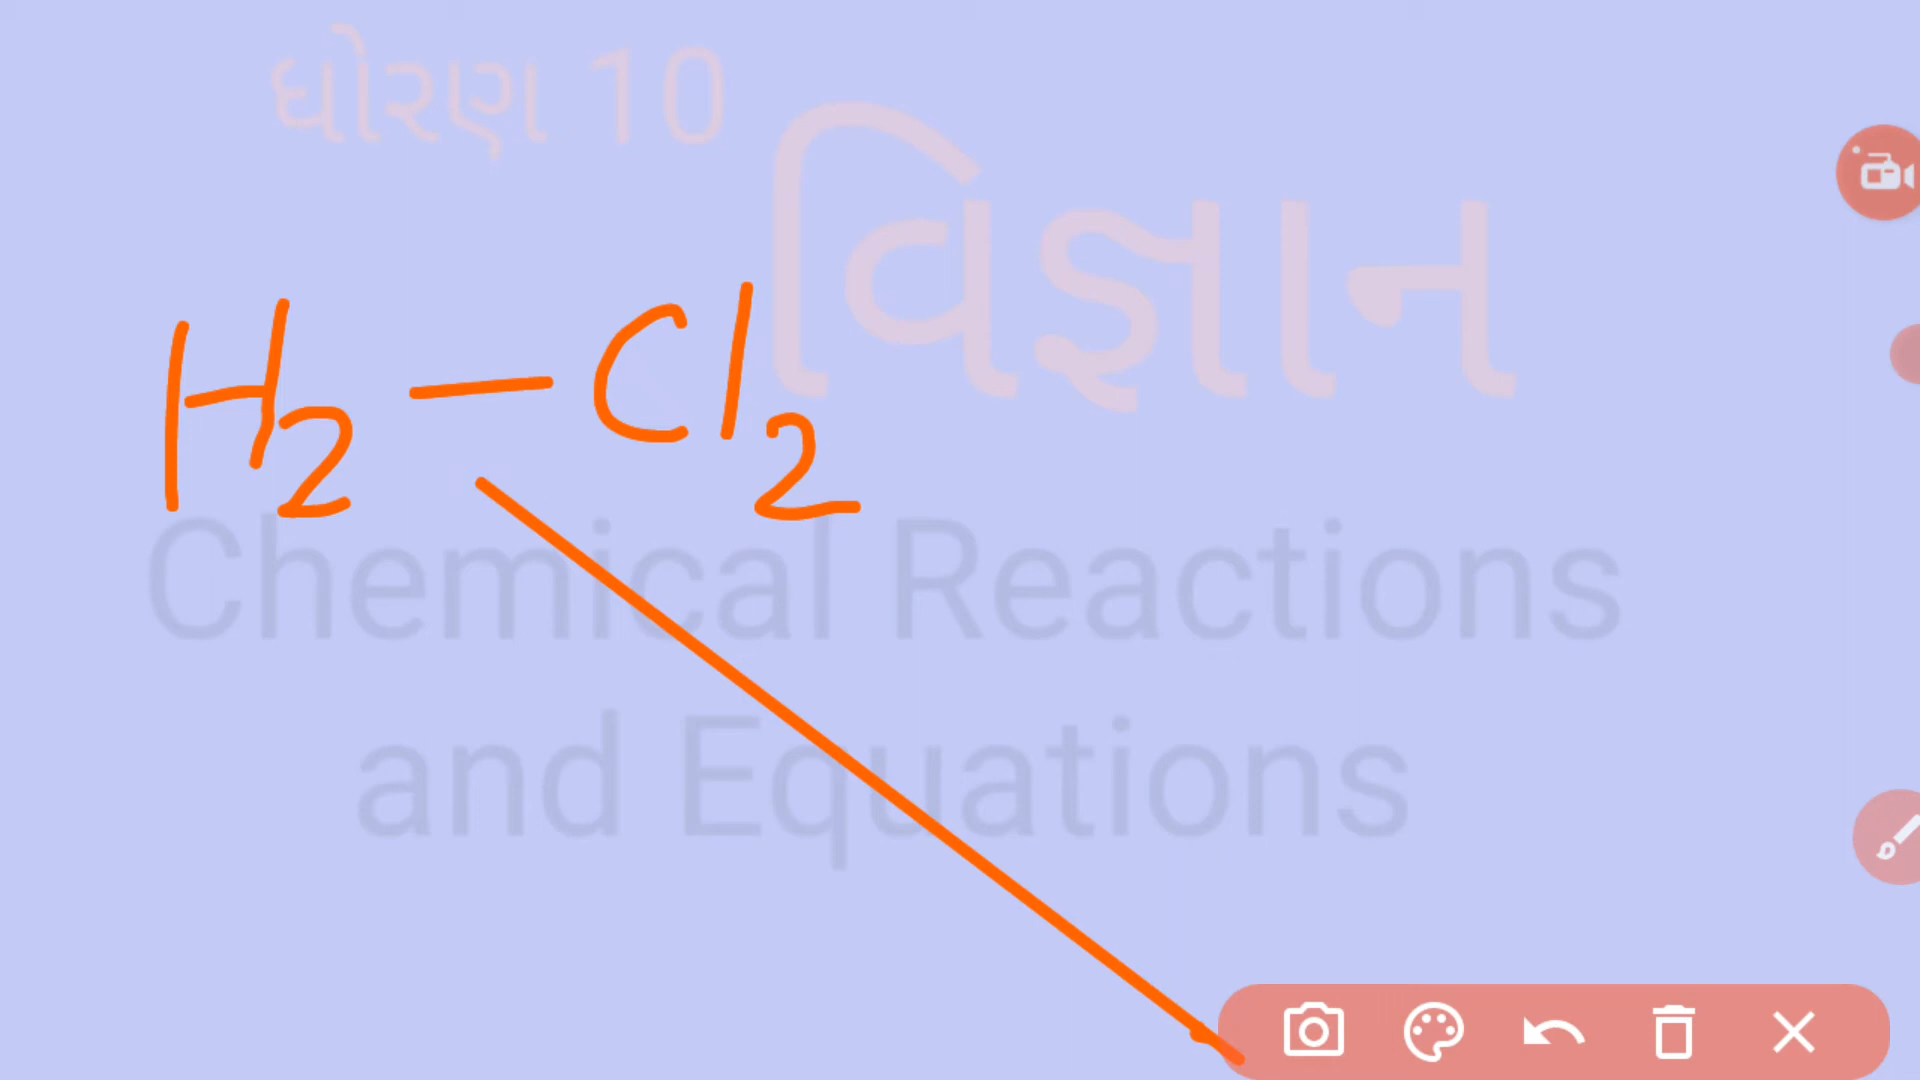 ધોરણ 10
વિજ્ઞાન
H2 — Cl2
Chemical Reactions
and Equations